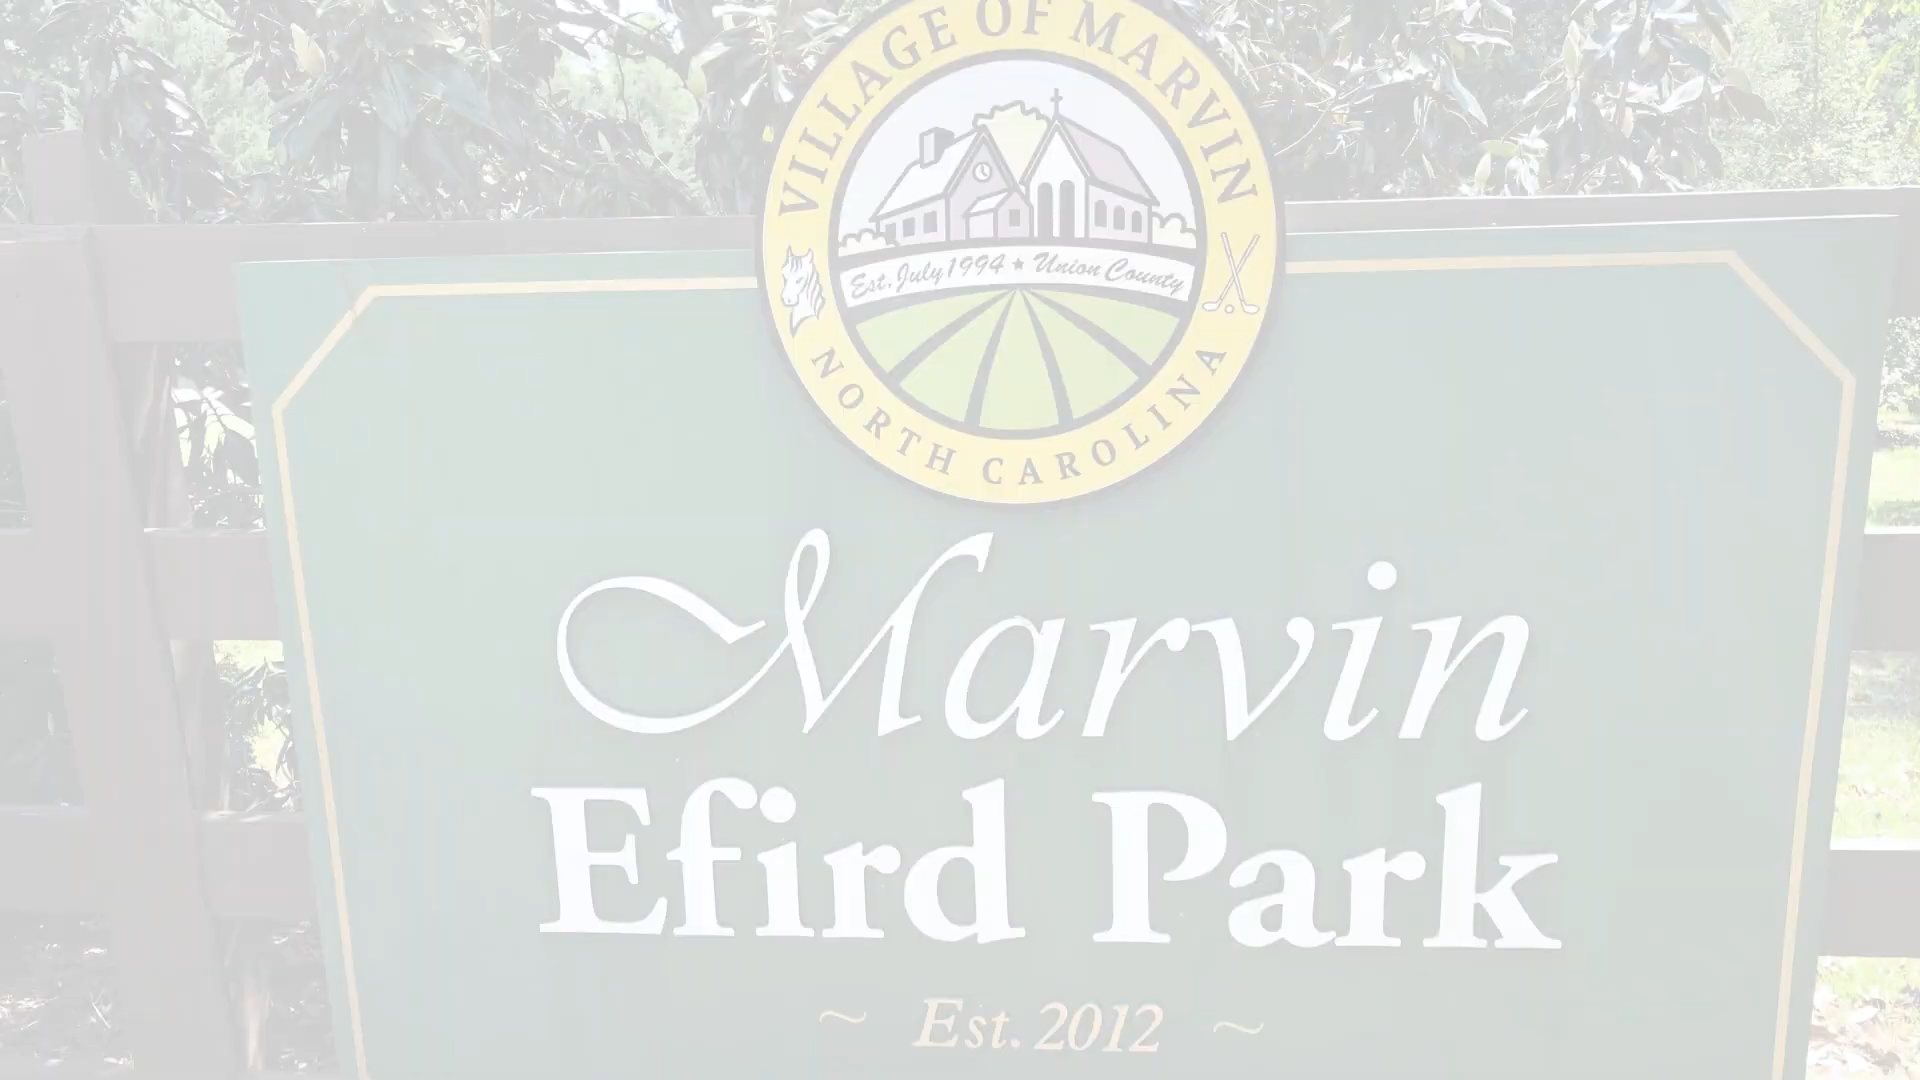 VILLAGE OF MARVIN
Est. July 1994 ★ Union County
NORTH CAROLINA
Marvin
Efird Park
~ Est. 2012 ~